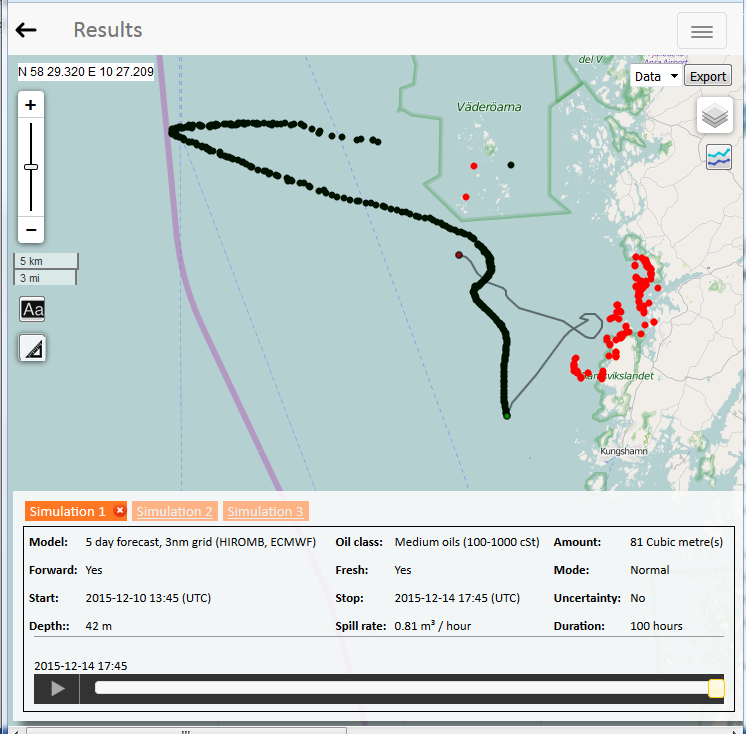 Results
del V
N 58 29.320 E 10 27.209
Data
Export
+
Väderöarna
−
5 km
3 mi
Aa
Kungshamn
Simulation 1
Simulation 2
Simulation 3
Model: 5 day forecast, 3nm grid (HIROMB, ECMWF) Oil class: Medium oils (100-1000 cSt) Amount: 81 Cubic metre(s)
Forward: Yes Fresh: Yes Mode: Normal
Start: 2015-12-10 13:45 (UTC) Stop: 2015-12-14 17:45 (UTC) Uncertainty: No
Depth:: 42 m Spill rate: 0.81 m³ / hour Duration: 100 hours
2015-12-14 17:45